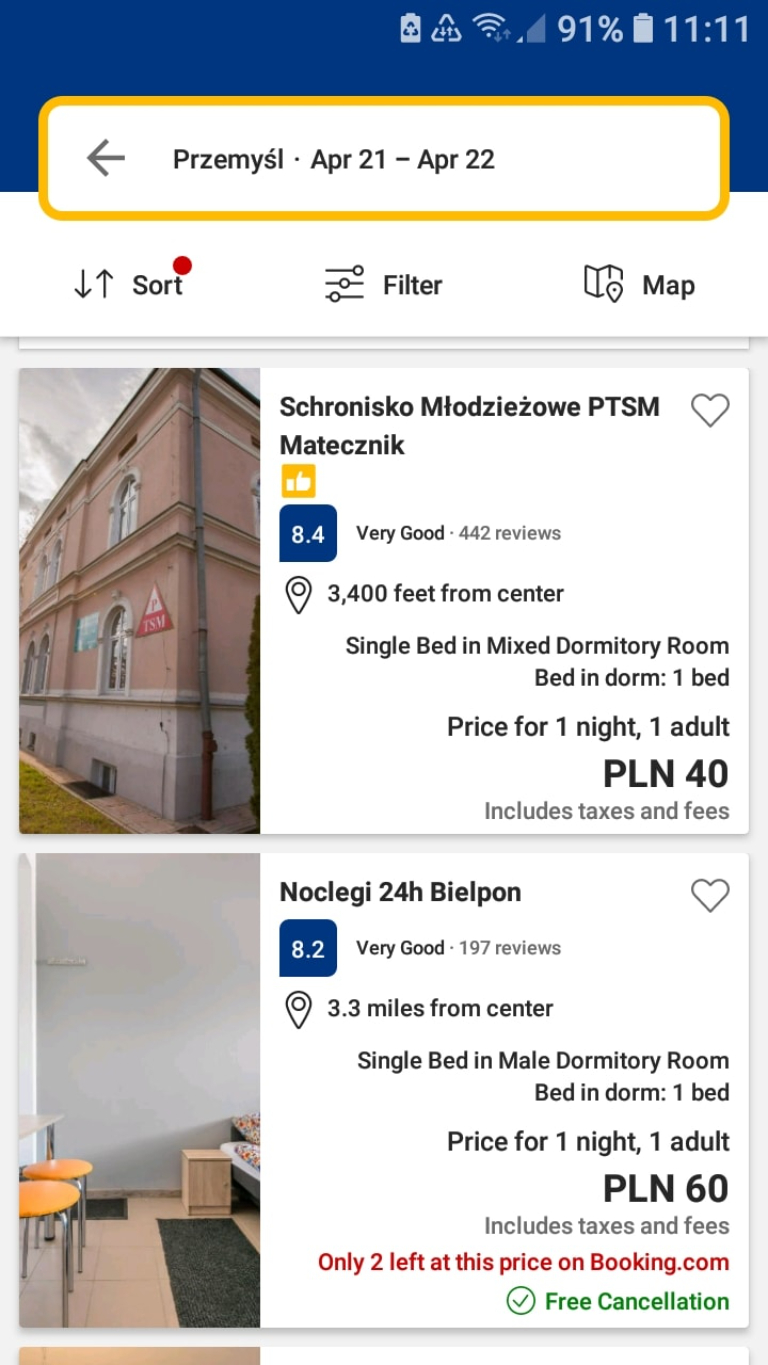 91% 11:11
Przemyśl · Apr 21 – Apr 22
Sort Filter Map
Schronisko Młodzieżowe PTSM
Matecznik
8.4 Very Good · 442 reviews
3,400 feet from center
Single Bed in Mixed Dormitory Room
Bed in dorm: 1 bed
Price for 1 night, 1 adult
PLN 40
Includes taxes and fees
P
TSM
Noclegi 24h Bielpon
8.2 Very Good · 197 reviews
3.3 miles from center
Single Bed in Male Dormitory Room
Bed in dorm: 1 bed
Price for 1 night, 1 adult
PLN 60
Includes taxes and fees
Only 2 left at this price on Booking.com
Free Cancellation